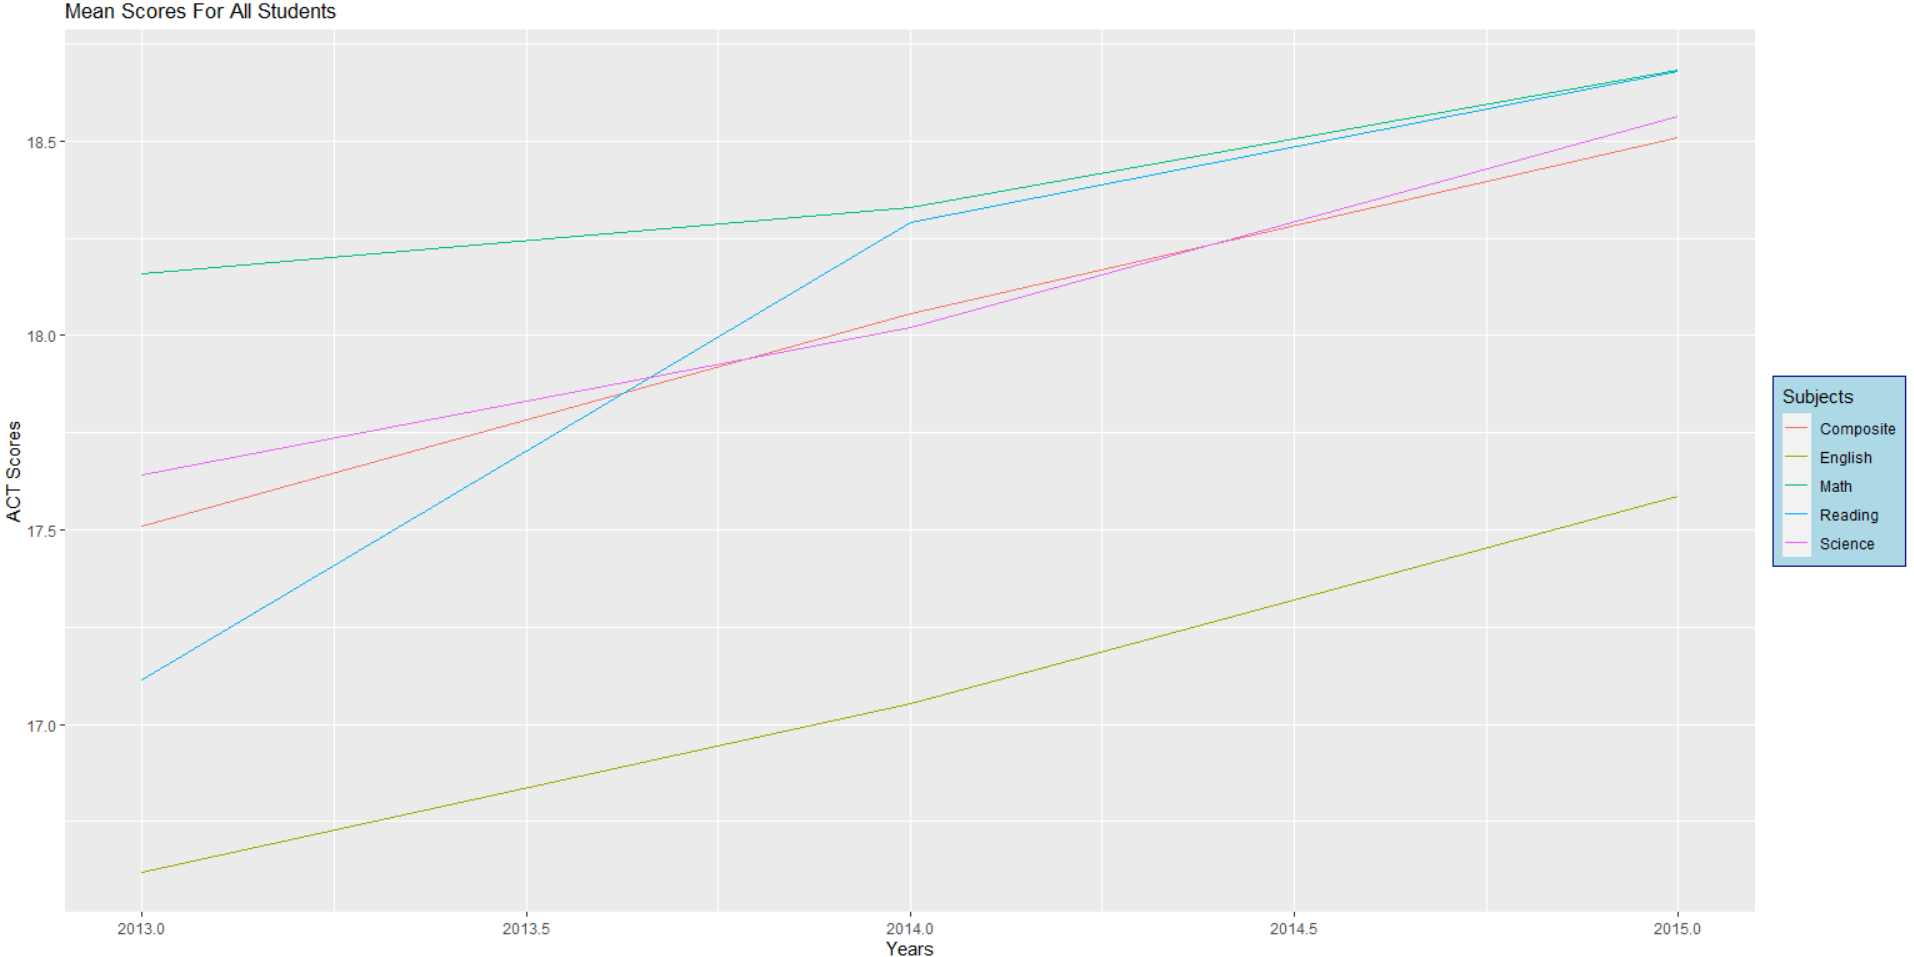 Mean Scores For All Students
ACT Scores
18.5
18.0
17.5
17.0
2013.0 2013.5 2014.0 2014.5 2015.0
Years
Subjects
Composite
English
Math
Reading
Science